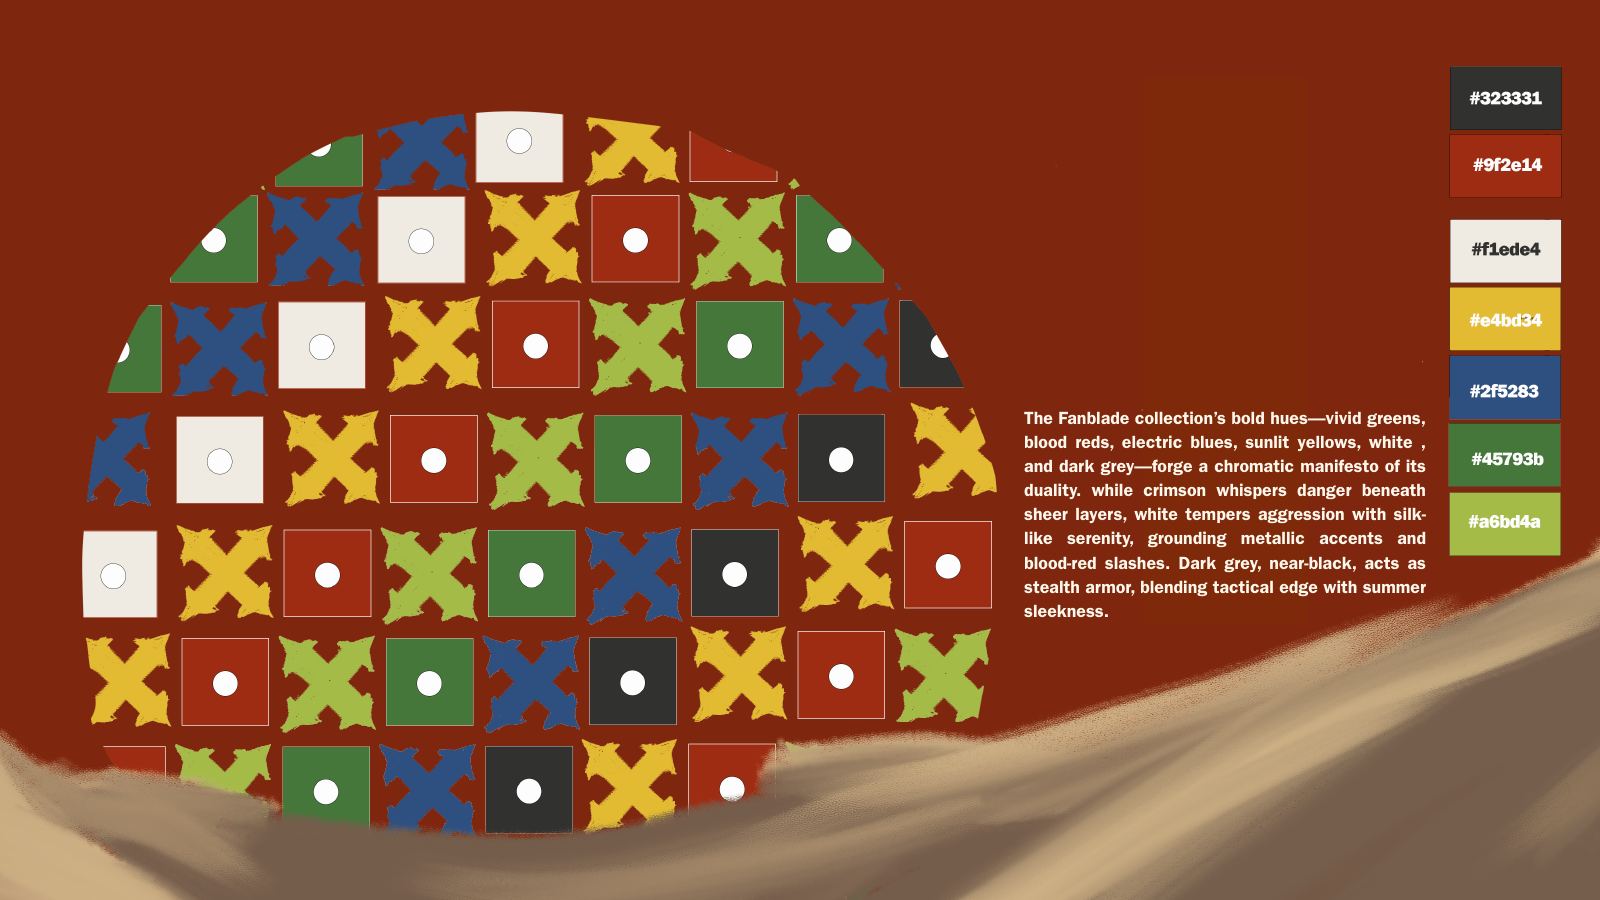 #323331
#9f2e14
#f1ede4
#e4bd34
#2f5283
The Fanblade collection’s bold hues—vivid greens,
blood reds, electric blues, sunlit yellows, white ,
and dark grey—forge a chromatic manifesto of its
duality. while crimson whispers danger beneath
sheer layers, white tempers aggression with silk-
like serenity, grounding metallic accents and
blood-red slashes. Dark grey, near-black, acts as
stealth armor, blending tactical edge with summer
sleekness.
#45793b
#a6bd4a